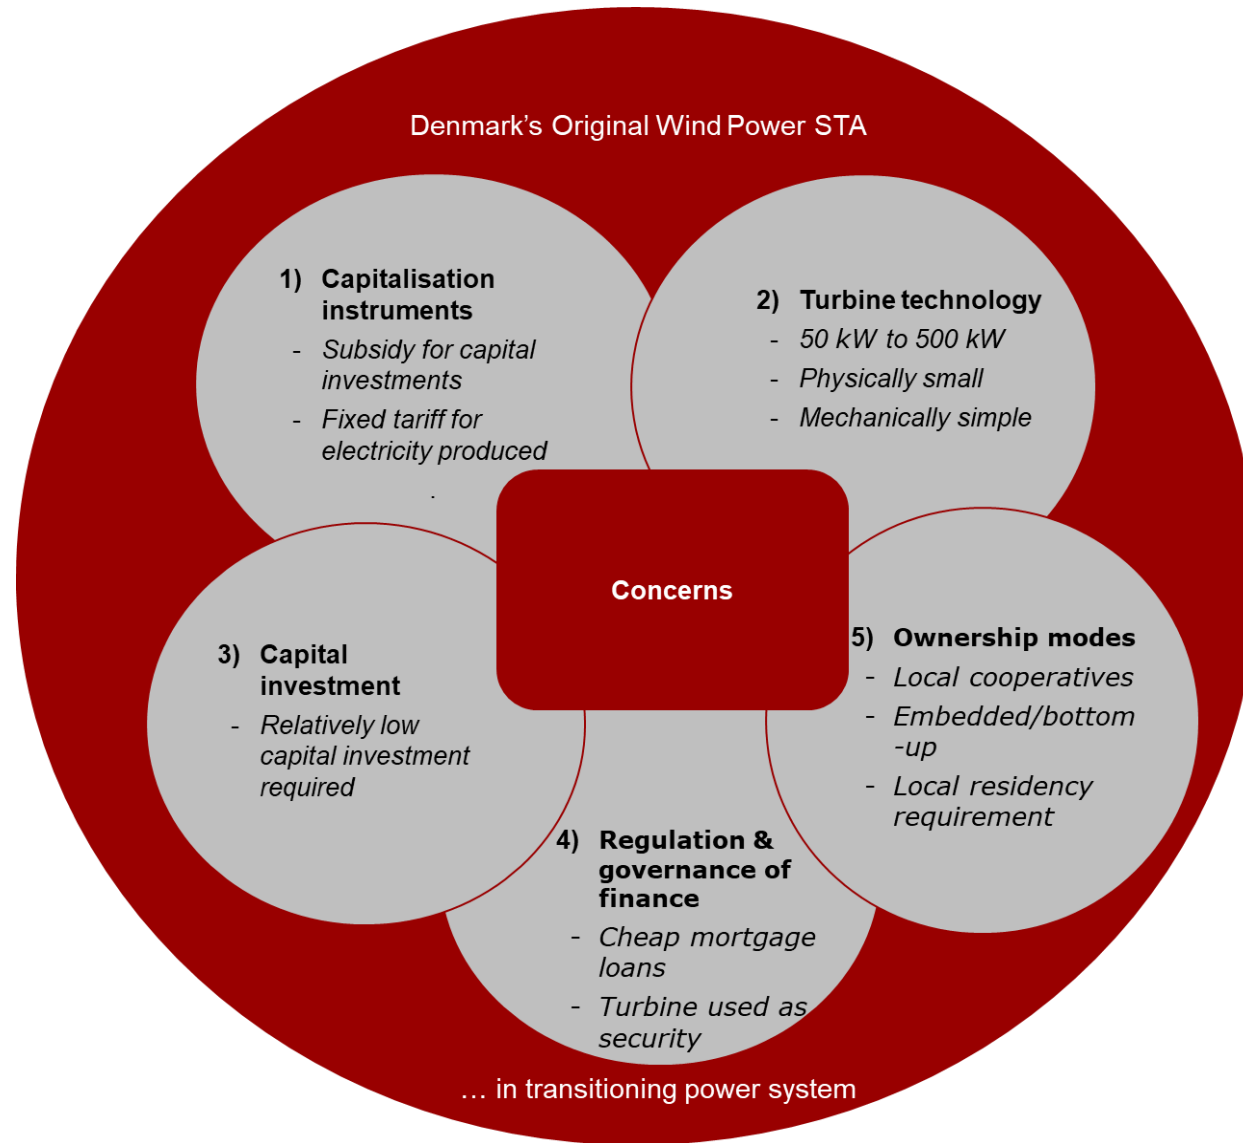 Denmark's Original Wind Power STA
1) Capitalisation
instruments
- Subsidy for capital
investments
- Fixed tariff for
electricity produced
.
2) Turbine technology
- 50 kW to 500 kW
- Physically small
- Mechanically simple
Concerns
3) Capital
investment
- Relatively low
capital investment
required
4) Regulation &
governance of
finance
- Cheap mortgage
loans
- Turbine used as
security
5) Ownership modes
- Local cooperatives
- Embedded/bottom
-up
- Local residency
requirement
… in transitioning power system